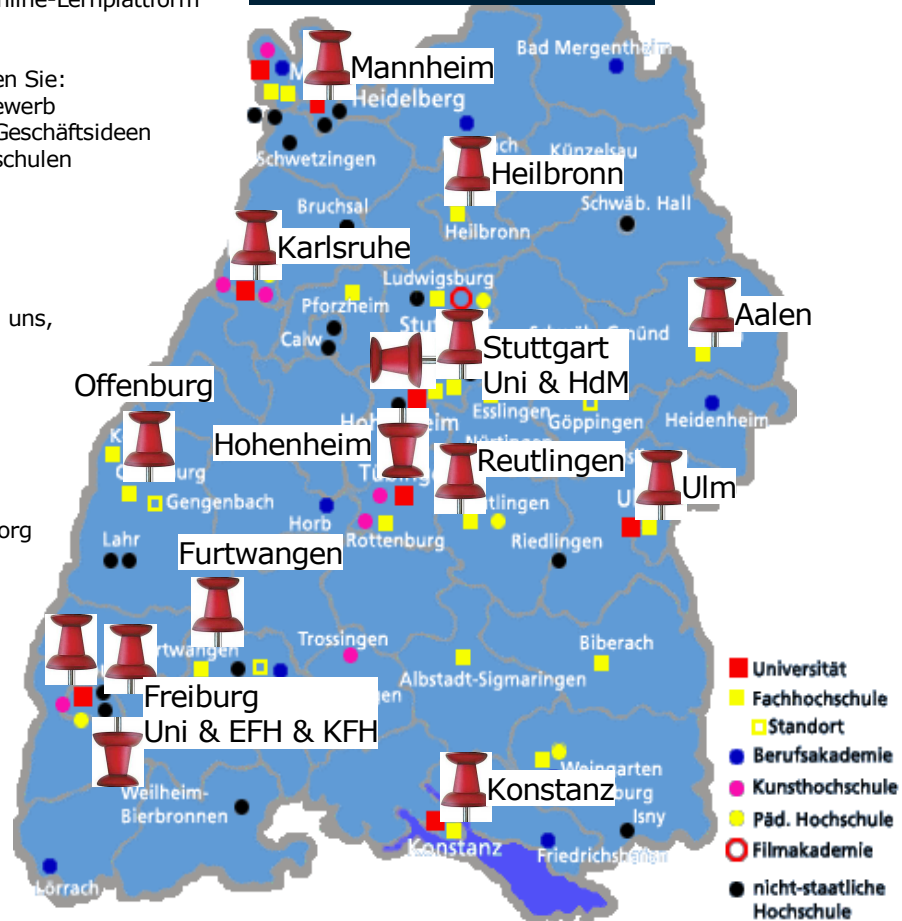 nline-Lernplattform
en Sie:
ewerb
Geschäftsideen
schulen
uns,
org
Bad Mergentheim
Mannheim
Heidelberg
Schwetzingen
Künzelsau
Heilbronn
Schwäb. Hall
Bruchsal
Heilbronn
Karlsruhe
Ludwigsburg
Pforzheim
Aalen
Calw
Stuttgart
Uni & HdM
Offenburg
Esslingen
Göppingen
Heidenheim
Hohenheim
Reutlingen
Ulm
Gengenbach
Horb
Rottenburg
Riedlingen
Lahr
Furtwangen
Trossingen
Biberach
Albstadt-Sigmaringen
Freiburg
Uni & EFH & KFH
Weingarten
Konstanz
Weilheim-
Bierbronnen
Isny
Konstanz
Friedrichshafen
Lörrach
Universität
Fachhochschule
Standort
Berufsakademie
Kunsthochschule
Päd. Hochschule
Filmakademie
nicht-staatliche
Hochschule